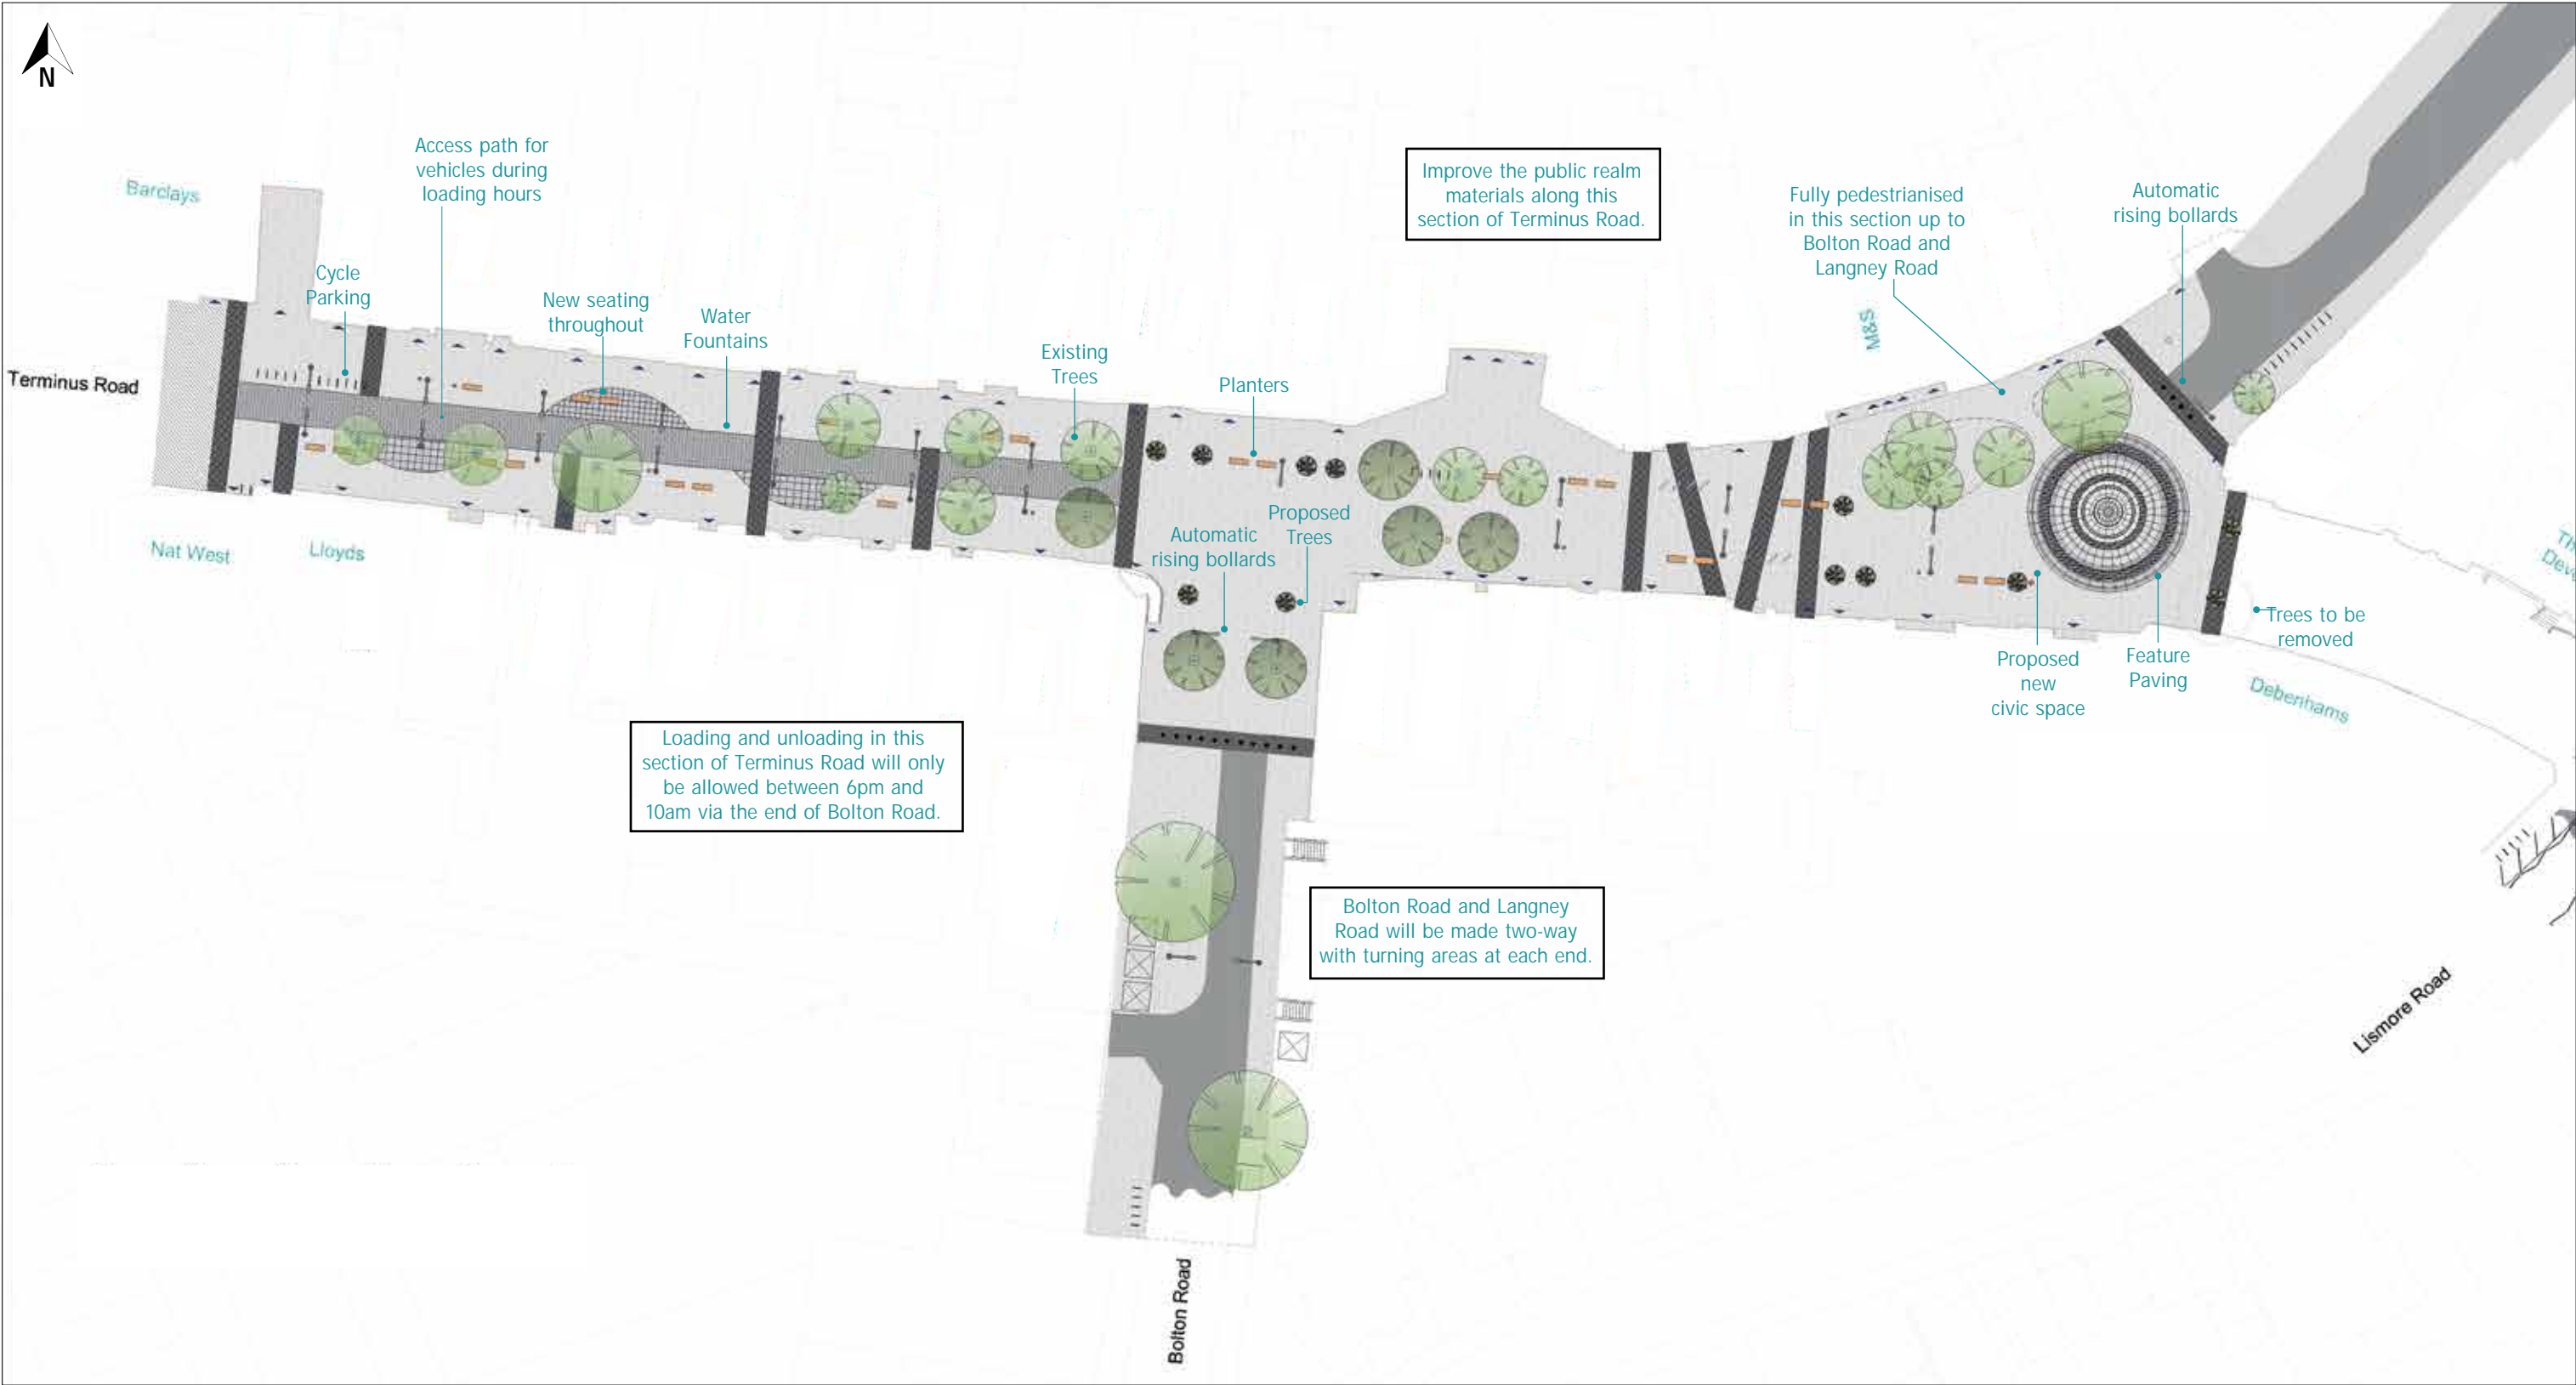 N
Access path for
vehicles during
loading hours
Barclays
Improve the public realm
materials along this
section of Terminus Road.
Fully pedestrianised
in this section up to
Bolton Road and
Langney Road
Automatic
rising bollards
Cycle
Parking
New seating
throughout
Water
Fountains
M&S
Existing
Trees
Planters
Terminus Road
Nat West
Lloyds
Automatic
rising bollards
Proposed
Trees
Trees to be
removed
Proposed
new
civic space
Feature
Paving
Debenhams
Loading and unloading in this
section of Terminus Road will only
be allowed between 6pm and
10am via the end of Bolton Road.
Bolton Road and Langney
Road will be made two-way
with turning areas at each end.
Lismore Road
Bolton Road